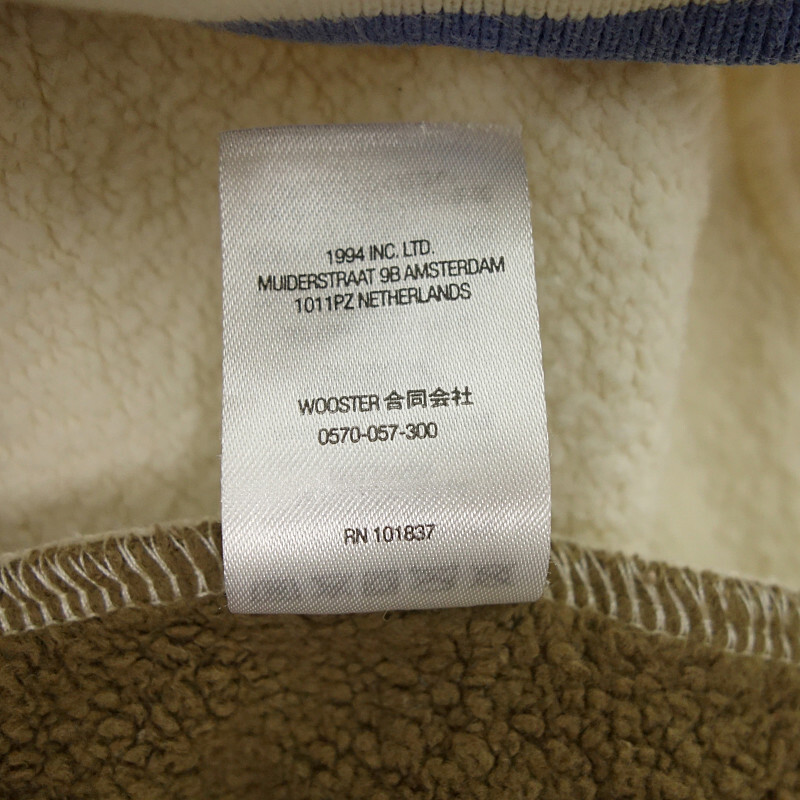 1994 INC. LTD.
MUIDERSTRAAT 9B AMSTERDAM
1011PZ NETHERLANDS
WOOSTER 合同会社
0570-057-300
RN 101837